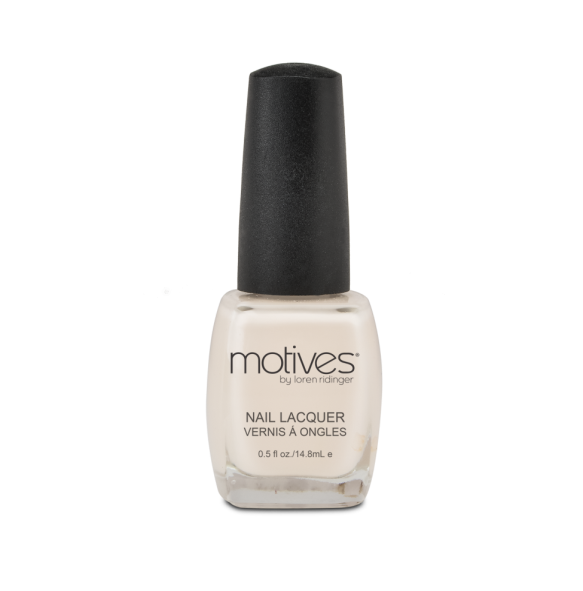 motives®
by loren ridinger
NAIL LACQUER
VERNIS Á ONGLES
0.5 fl oz./14.8mL e